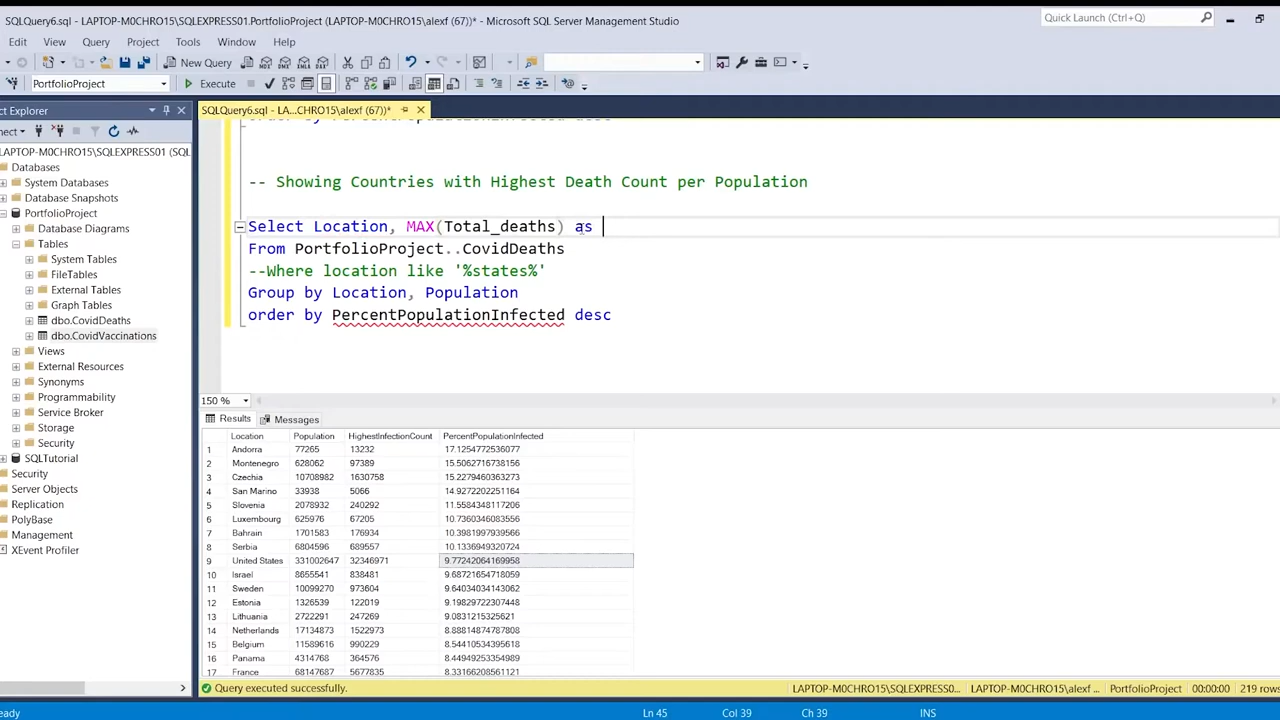 SQLQuery6.sql - LAPTOP-M0CHRO15\SQLEXPRESS01.PortfolioProject (LAPTOP-M0CHRO15\alexf (67))* - Microsoft SQL Server Management Studio
Quick Launch (Ctrl+Q)
Edit View Query Project Tools Window Help
New Query
MDX DMX XMLA DAX
PortfolioProject Execute
ct Explorer
SQLQuery6.sql - LA...CHRO15\alexf (67))*
nect
LAPTOP-M0CHRO15\SQLEXPRESS01 (SQL
Databases
System Databases
Database Snapshots
PortfolioProject
Database Diagrams
Tables
System Tables
FileTables
External Tables
Graph Tables
dbo.CovidDeaths
dbo.CovidVaccinations
Views
External Resources
Synonyms
Programmability
Service Broker
Storage
Security
SQLTutorial
Security
Server Objects
Replication
PolyBase
Management
XEvent Profiler
order by PercentPopulationInfected desc
-- Showing Countries with Highest Death Count per Population
Select Location, MAX(Total_deaths) as
From PortfolioProject..CovidDeaths
--Where location like '%states%'
Group by Location, Population
order by PercentPopulationInfected desc
150 %
Results Messages
Location Population HighestInfectionCount PercentPopulationInfected
1 Andorra 77265 13232 17.1254772536077
2 Montenegro 628062 97389 15.5062716738156
3 Czechia 10708982 1630758 15.2279460363273
4 San Marino 33938 5066 14.9272202251164
5 Slovenia 2078932 240292 11.5584348117206
6 Luxembourg 625976 67205 10.7360346083556
7 Bahrain 1701583 176934 10.3981997939566
8 Serbia 6804596 689557 10.1336949320724
9 United States 331002647 32346971 9.77242064169958
10 Israel 8655541 838481 9.68721654718059
11 Sweden 10099270 973604 9.64034034143062
12 Estonia 1326539 122019 9.19829722307448
13 Lithuania 2722291 247269 9.0831215325621
14 Netherlands 17134873 1522973 8.88814874787808
15 Belgium 11589616 990229 8.54410534395618
16 Panama 4314768 364576 8.44949253354989
17 France 68147687 5677835 8.33166208561121
Query executed successfully.
LAPTOP-M0CHRO15\SQLEXPRESS0... LAPTOP-M0CHRO15\alexf ... PortfolioProject 00:00:00 219 rows
eady Ln 45 Col 39 Ch 39 INS